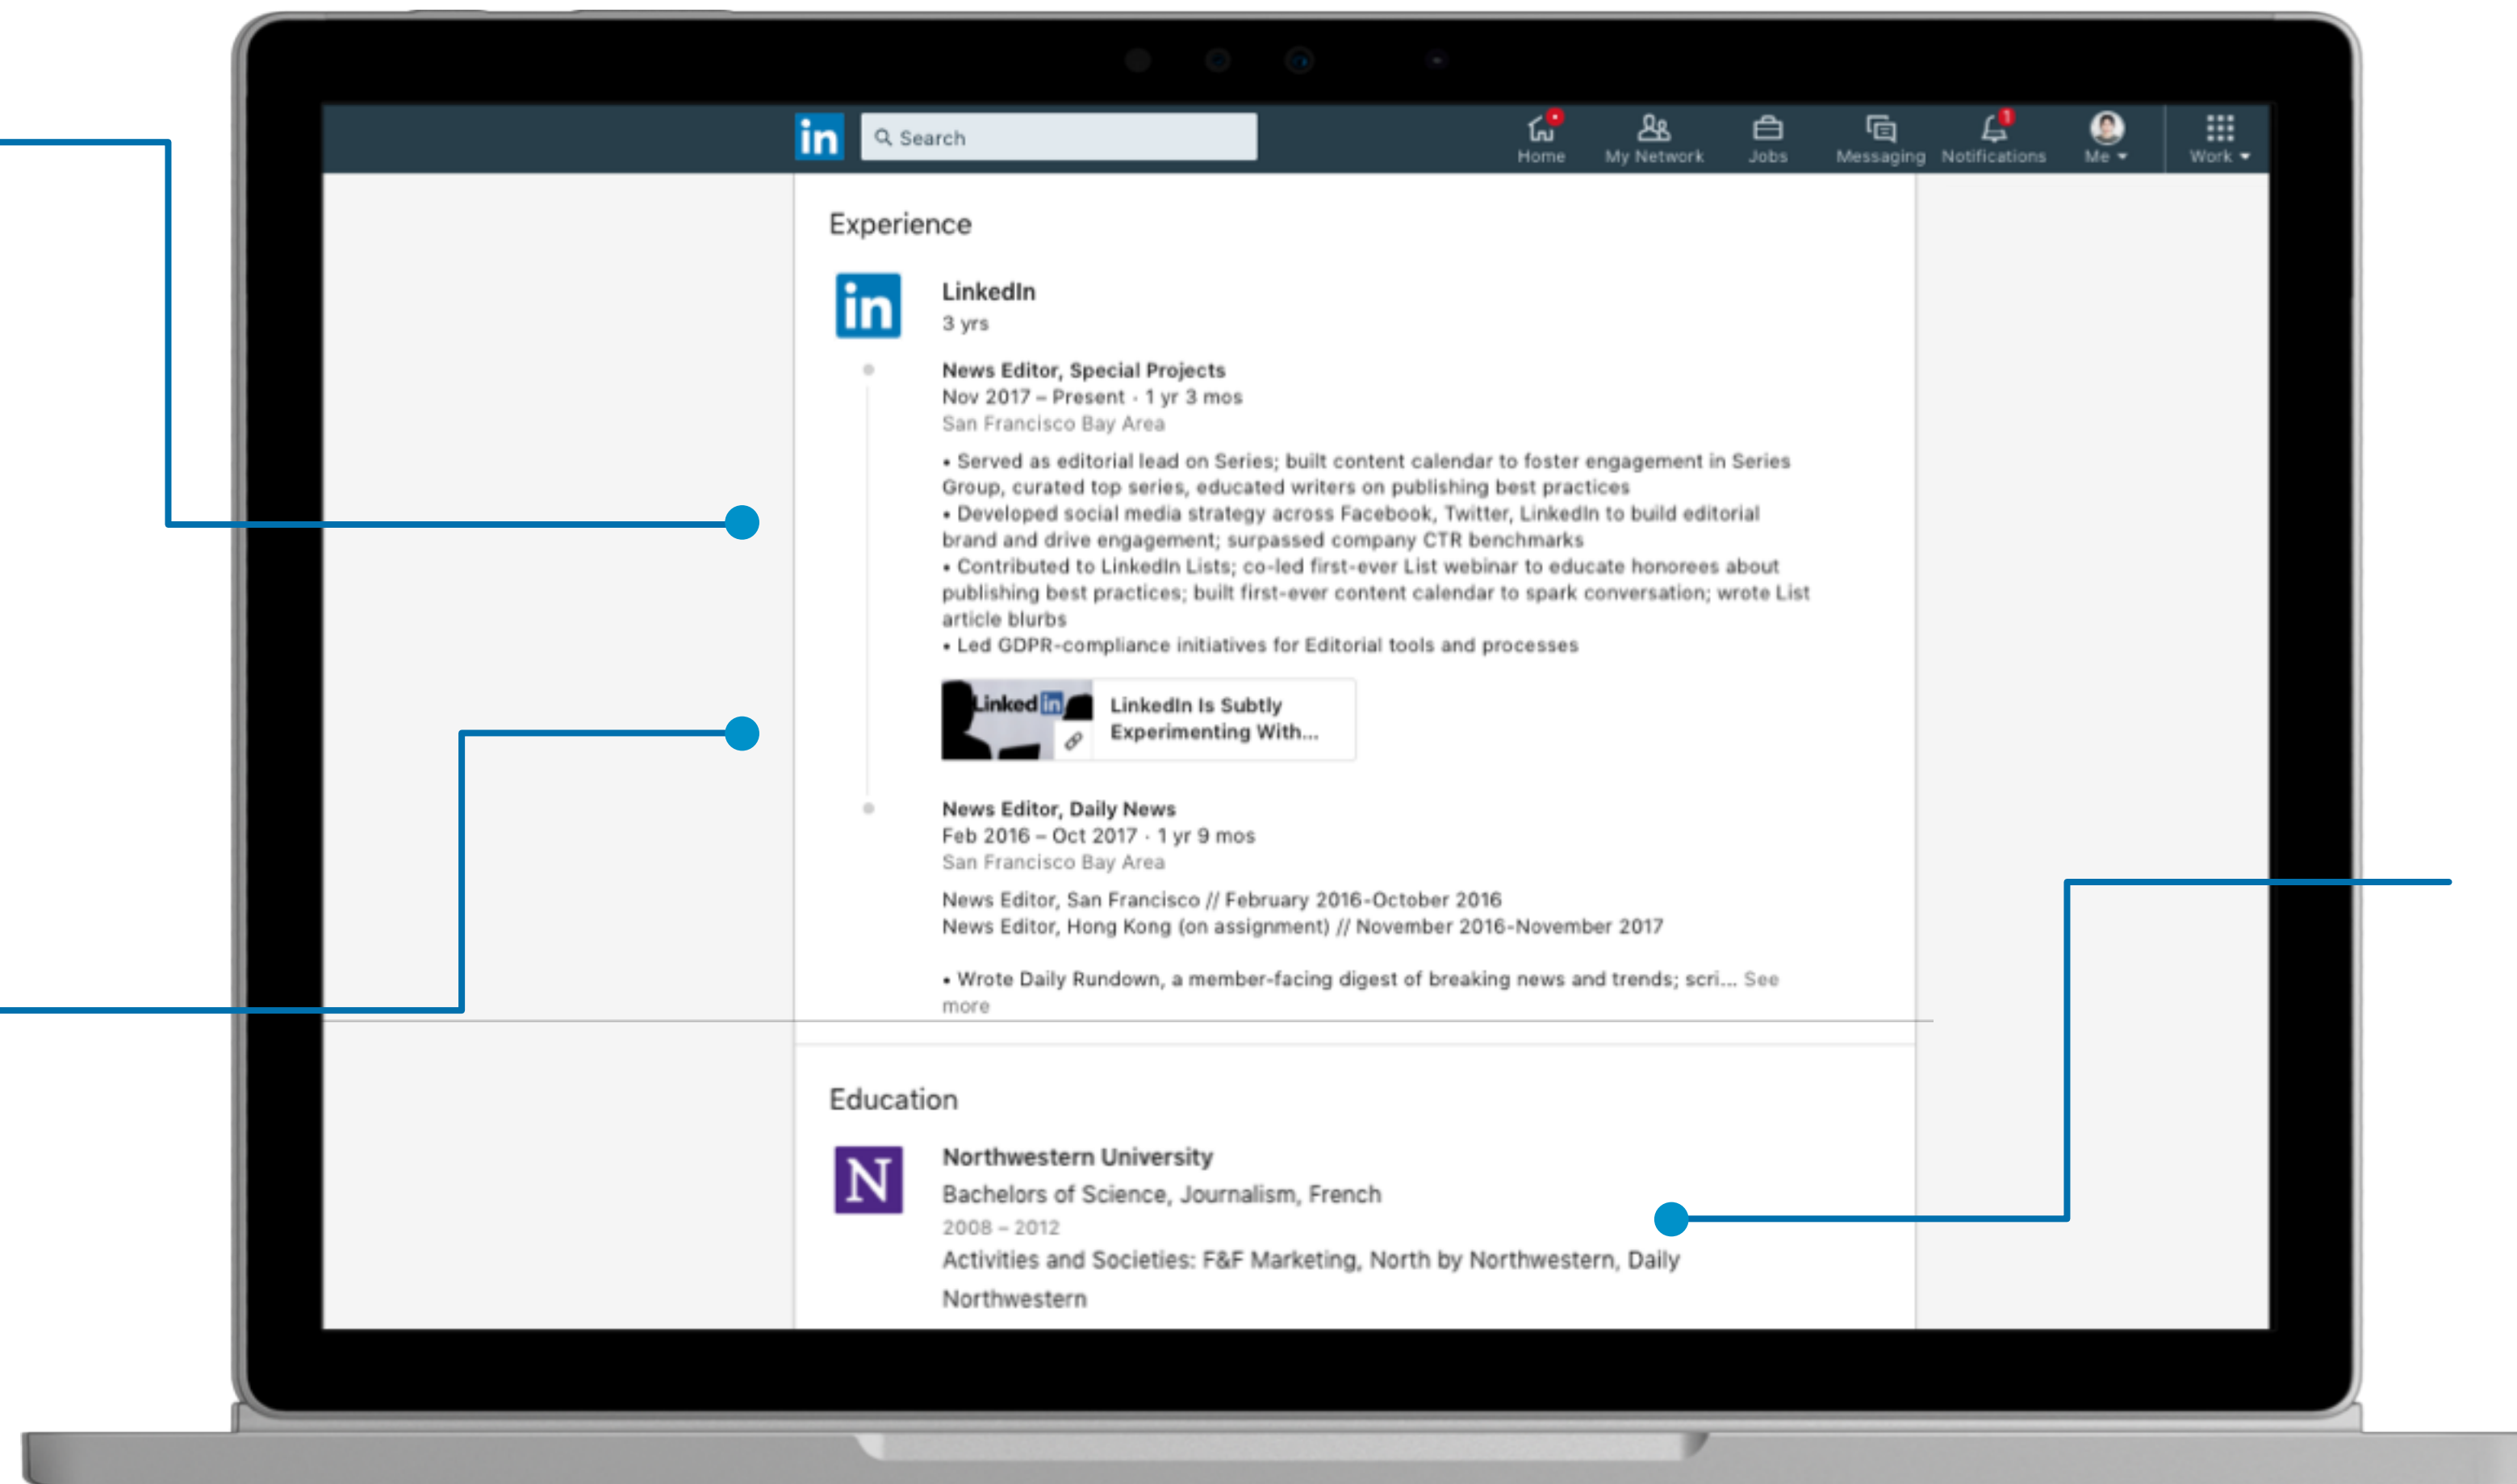 in
Search
Home
My Network
Jobs
Messaging
1
Notifications
Me
Work
Experience
in
LinkedIn
3 yrs
News Editor, Special Projects
Nov 2017 – Present · 1 yr 3 mos
San Francisco Bay Area
• Served as editorial lead on Series; built content calendar to foster engagement in Series
Group, curated top series, educated writers on publishing best practices
• Developed social media strategy across Facebook, Twitter, LinkedIn to build editorial
brand and drive engagement; surpassed company CTR benchmarks
• Contributed to LinkedIn Lists; co-led first-ever List webinar to educate honorees about
publishing best practices; built first-ever content calendar to spark conversation; wrote List
article blurbs
• Led GDPR-compliance initiatives for Editorial tools and processes
Linked in
LinkedIn Is Subtly
Experimenting With...
News Editor, Daily News
Feb 2016 – Oct 2017 · 1 yr 9 mos
San Francisco Bay Area
News Editor, San Francisco // February 2016-October 2016
News Editor, Hong Kong (on assignment) // November 2016-November 2017
• Wrote Daily Rundown, a member-facing digest of breaking news and trends; scri... See
more
Education
N
Northwestern University
Bachelors of Science, Journalism, French
2008 – 2012
Activities and Societies: F&F Marketing, North by Northwestern, Daily
Northwestern